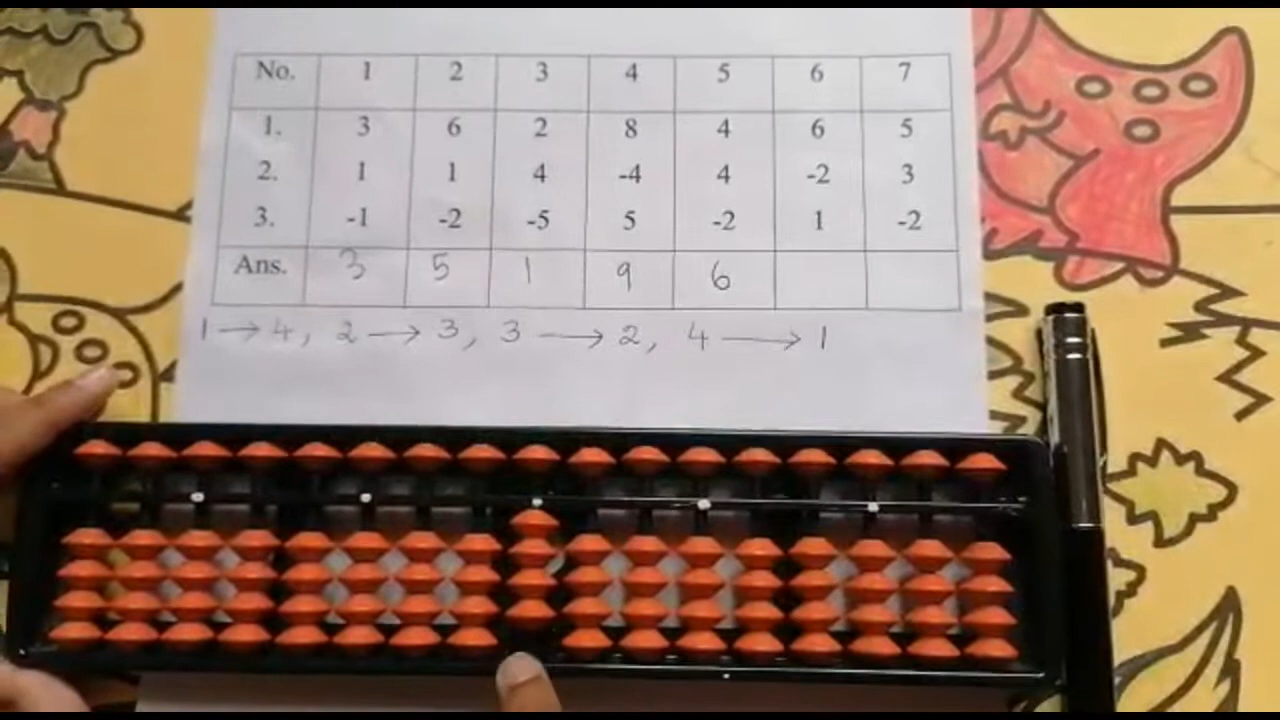 No. 1 2 3 4 5 6 7
1. 3 6 2 8 4 6 5
2. 1 1 4 -4 4 -2 3
3. -1 -2 -5 5 -2 1 -2
Ans. 3 5 1 9 6
1 → 4, 2 → 3, 3 → 2, 4 → 1